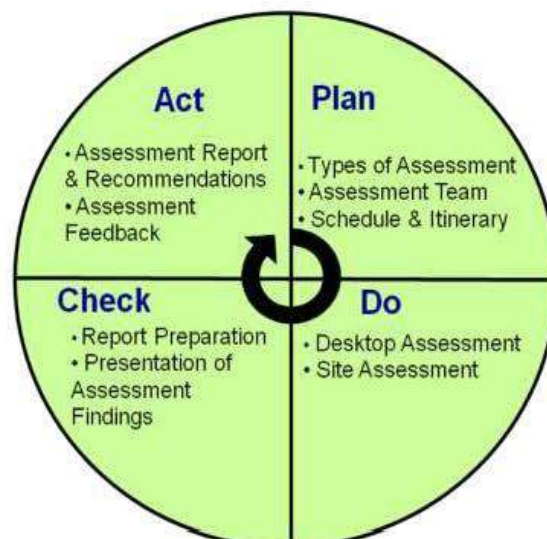 Act
• Assessment Report
& Recommendations
• Assessment
Feedback
Plan
• Types of Assessment
• Assessment Team
• Schedule & Itinerary
Check
• Report Preparation
• Presentation of
Assessment
Findings
Do
• Desktop Assessment
• Site Assessment